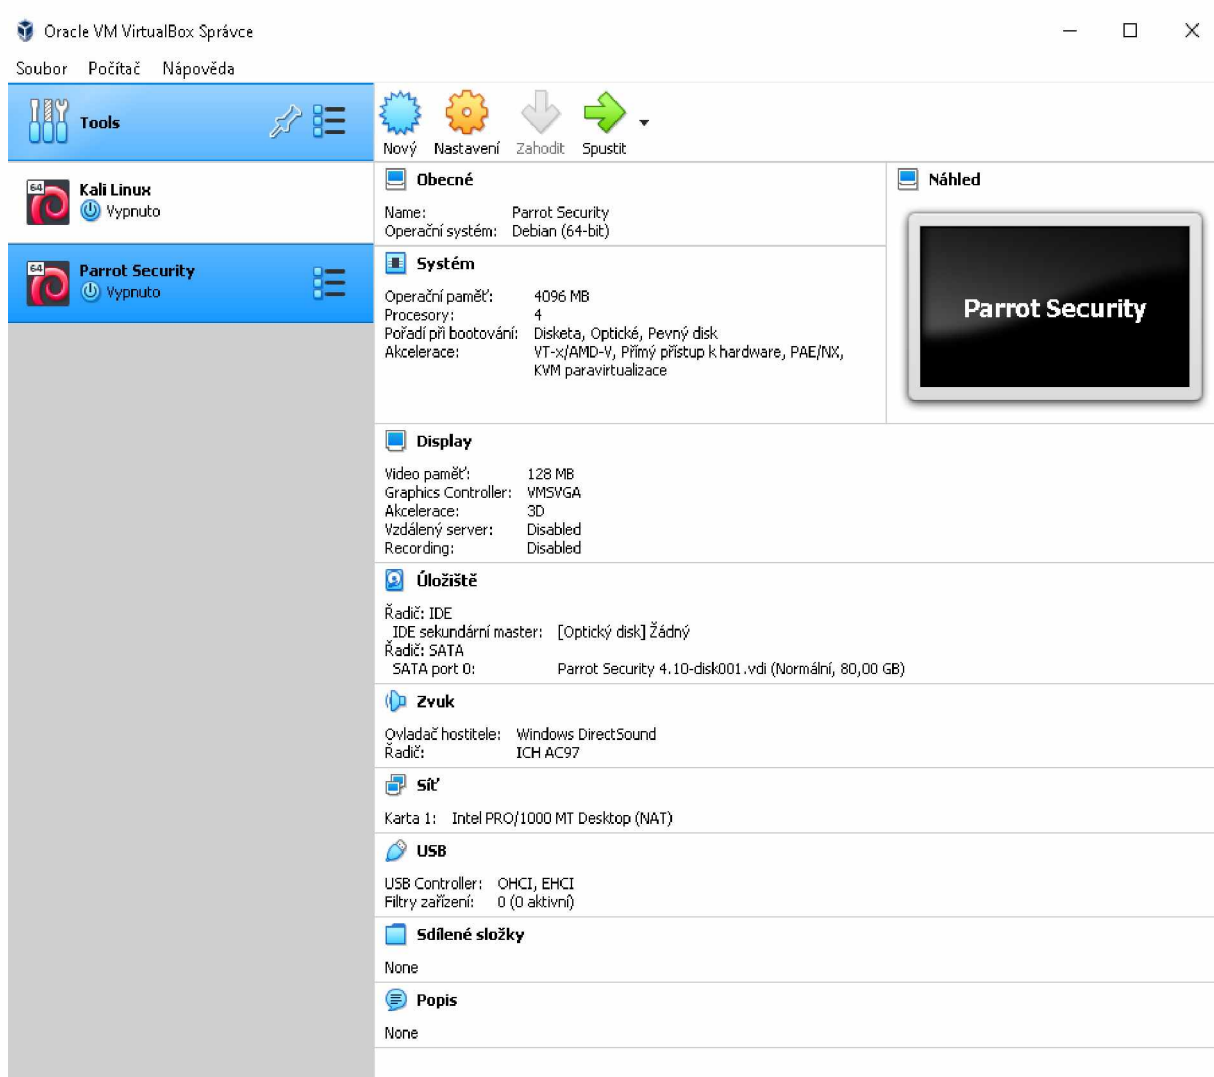 Oracle VM VirtualBox Správce
Soubor Počítač Nápověda
Tools
Nový Nastavení Zahodit Spustit
64
Kali Linux
Vypnuto
64
Parrot Security
Vypnuto
Obecné
Name: Parrot Security
Operační systém: Debian (64-bit)
Systém
Operační paměť: 4096 MB
Procesory: 4
Pořadí při bootování: Disketa, Optické, Pevný disk
Akcelerace: VT-x/AMD-V, Přímý přístup k hardware, PAE/NX,
KVM paravirtualizace
Náhled
Parrot Security
Display
Video paměť: 128 MB
Graphics Controller: VMSVGA
Akcelerace: 3D
Vzdálený server: Disabled
Recording: Disabled
Úložiště
Řadič: IDE
IDE sekundární master: [Optický disk] Žádný
Řadič: SATA
SATA port 0: Parrot Security 4.10-disk001.vdi (Normální, 80,00 GB)
Zvuk
Ovladač hostitele: Windows DirectSound
Řadič: ICH AC97
Síť
Karta 1: Intel PRO/1000 MT Desktop (NAT)
USB
USB Controller: OHCI, EHCI
Filtry zařízení: 0 (0 aktivní)
Sdílené složky
None
Popis
None